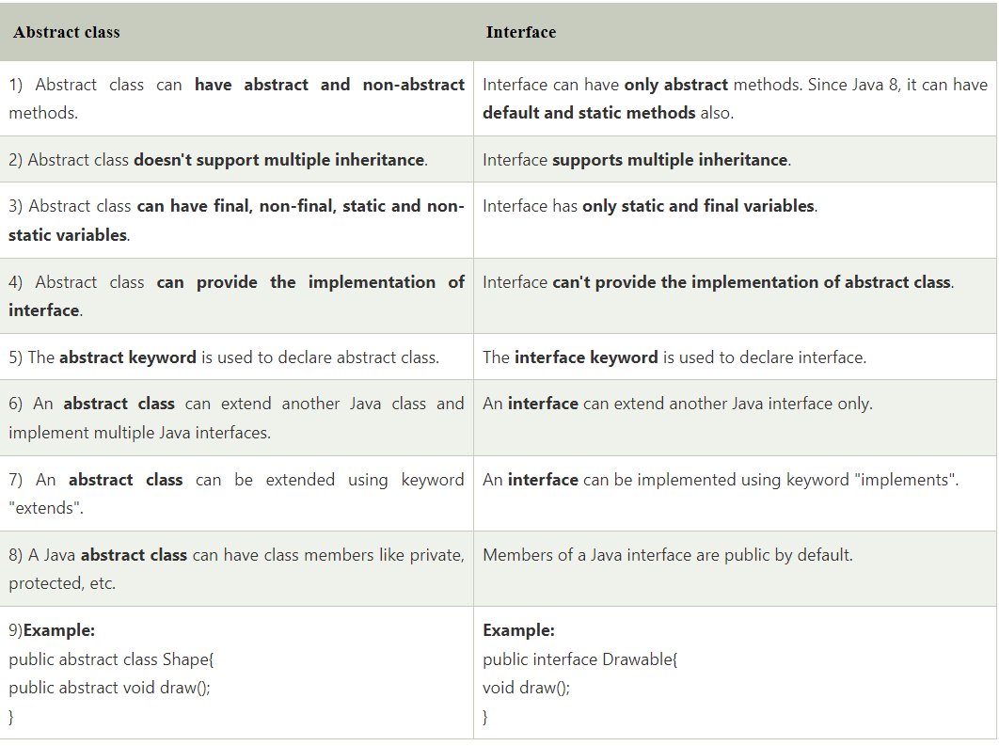 Abstract class
Interface
1) Abstract class can have abstract and non-abstract
methods.
Interface can have only abstract methods. Since Java 8, it can have
default and static methods also.
2) Abstract class doesn't support multiple inheritance.
Interface supports multiple inheritance.
3) Abstract class can have final, non-final, static and non-
static variables.
Interface has only static and final variables.
4) Abstract class can provide the implementation of
interface.
Interface can't provide the implementation of abstract class.
5) The abstract keyword is used to declare abstract class.
The interface keyword is used to declare interface.
6) An abstract class can extend another Java class and
implement multiple Java interfaces.
An interface can extend another Java interface only.
7) An abstract class can be extended using keyword
"extends".
An interface can be implemented using keyword "implements".
8) A Java abstract class can have class members like private,
protected, etc.
Members of a Java interface are public by default.
9)Example:
public abstract class Shape{
public abstract void draw();
}
Example:
public interface Drawable{
void draw();
}